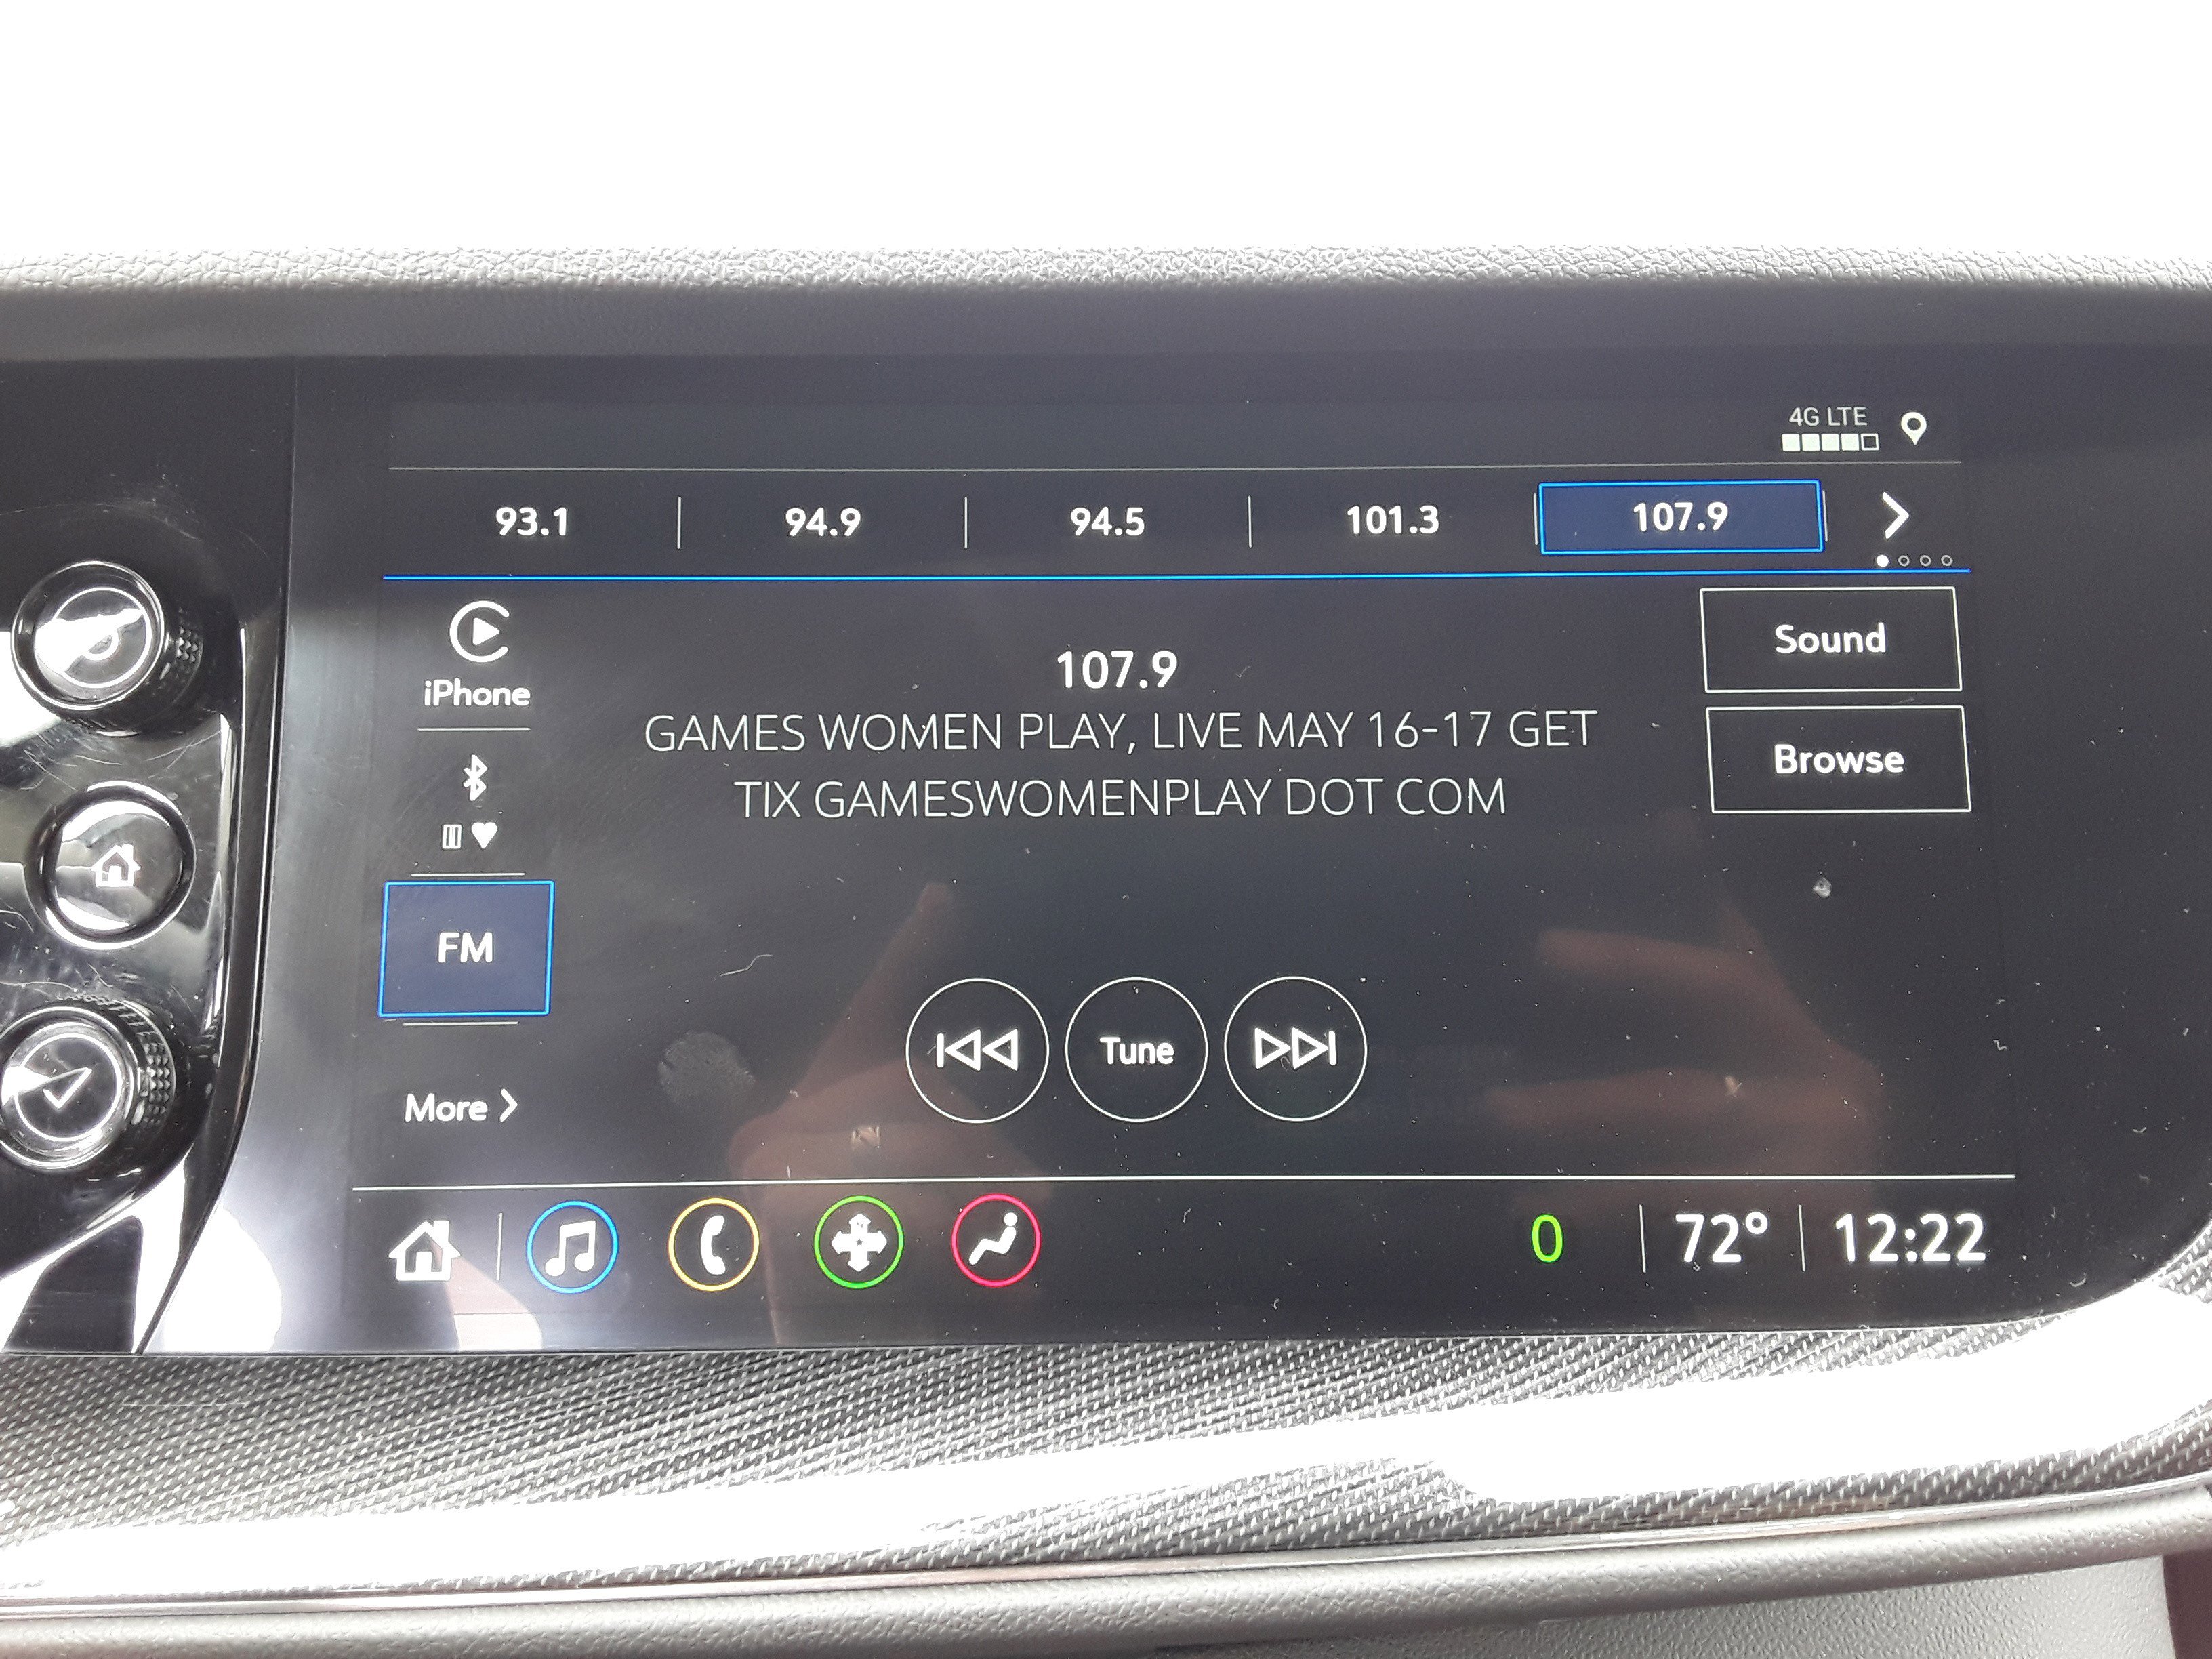 4G LTE
93.1 94.9 94.5 101.3 107.9
iPhone
107.9
GAMES WOMEN PLAY, LIVE MAY 16-17 GET
TIX GAMESWOMENPLAY DOT COM
Sound
Browse
FM
Tune
More
0 72° 12:22